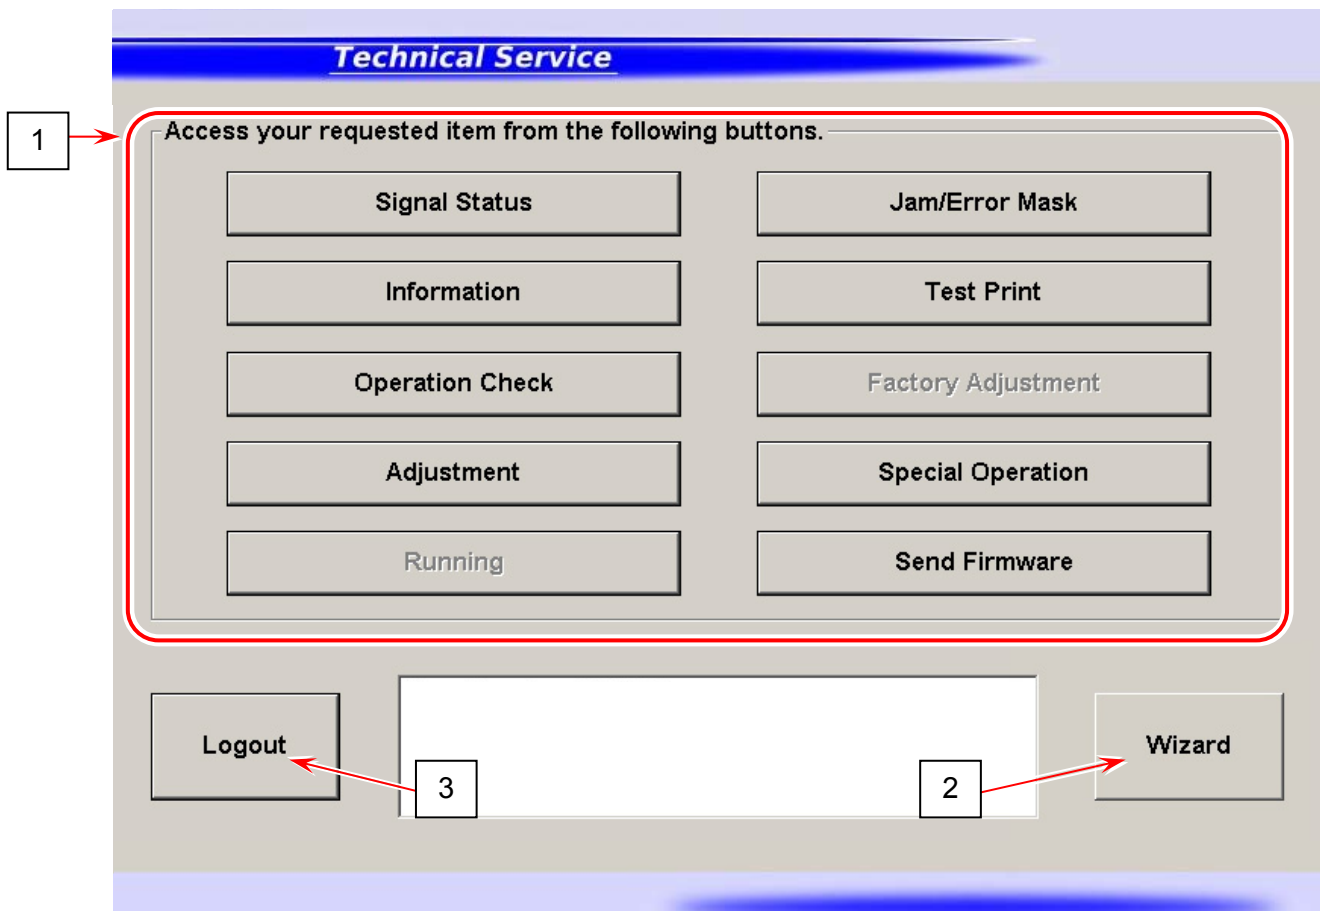 Technical Service
1
Access your requested item from the following buttons.
Signal Status
Jam/Error Mask
Information
Test Print
Operation Check
Factory Adjustment
Adjustment
Special Operation
Running
Send Firmware
Logout
3
2
Wizard